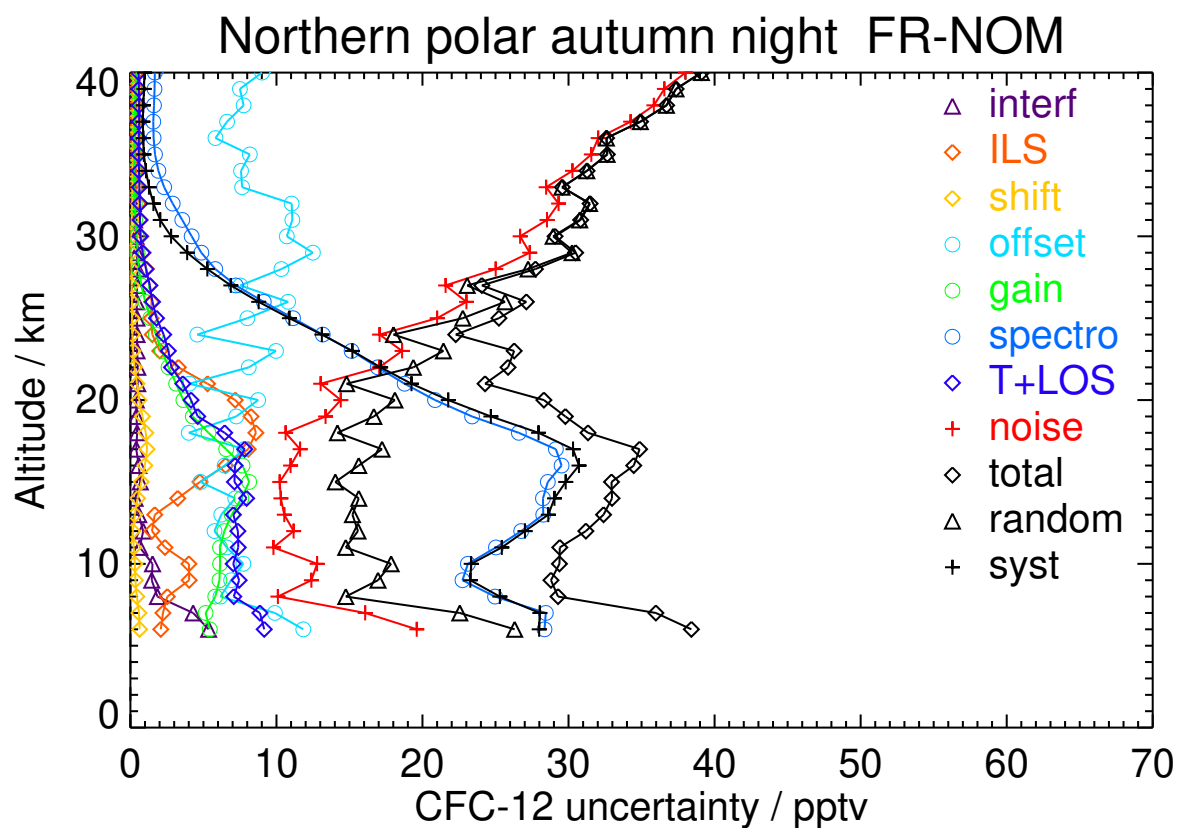 Northern polar autumn night FR-NOM
40
30
20
10
0
Altitude / km
interf
ILS
shift
offset
gain
spectro
T+LOS
noise
total
random
syst
0 10 20 30 40 50 60 70
CFC-12 uncertainty / pptv